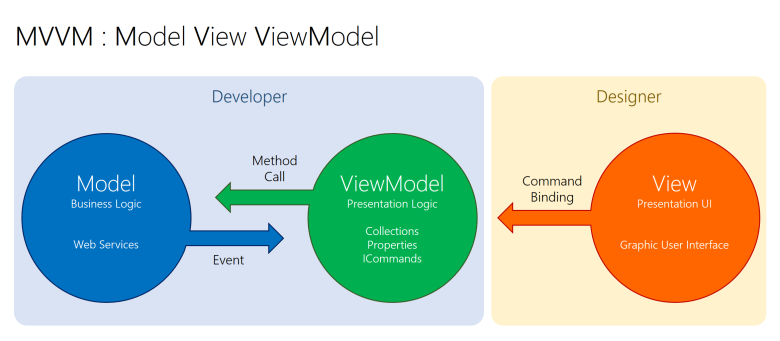 MVVM : Model View ViewModel
Developer
Designer
Model
Business Logic
Web Services
Method
Call
Event
ViewModel
Presentation Logic
Collections
Properties
ICommands
Command
Binding
View
Presentation UI
Graphic User Interface